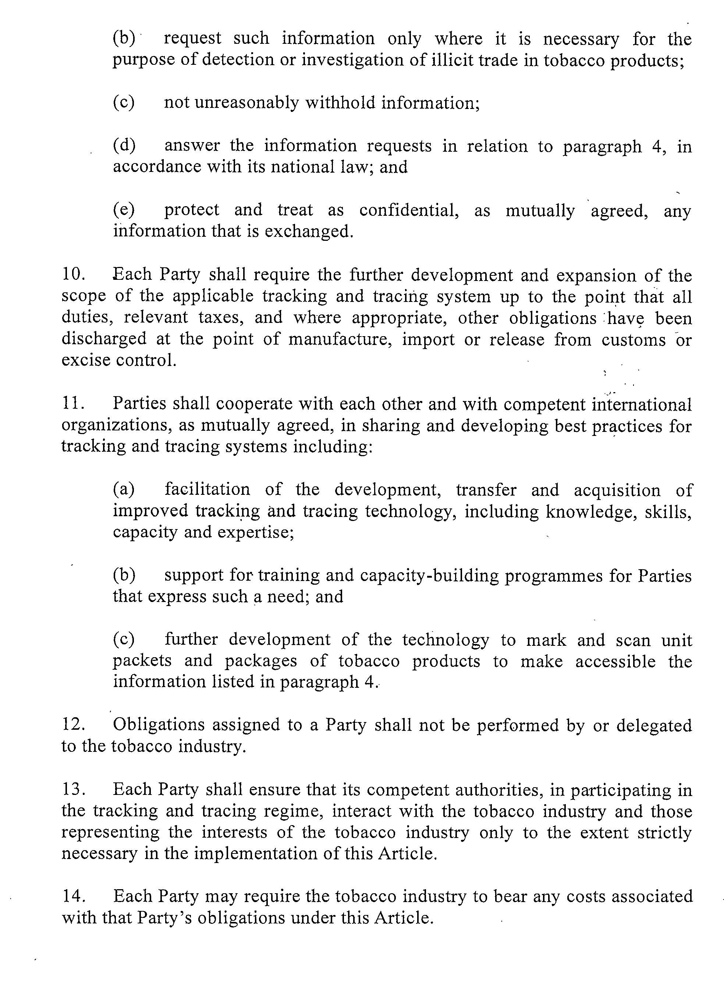 (b) request such information only where it is necessary for the
purpose of detection or investigation of illicit trade in tobacco products;
(c) not unreasonably withhold information;
(d) answer the information requests in relation to paragraph 4, in
accordance with its national law; and
(e) protect and treat as confidential, as mutually agreed, any
information that is exchanged.
10. Each Party shall require the further development and expansion of the
scope of the applicable tracking and tracing system up to the point that all
duties, relevant taxes, and where appropriate, other obligations have been
discharged at the point of manufacture, import or release from customs or
excise control.
11. Parties shall cooperate with each other and with competent international
organizations, as mutually agreed, in sharing and developing best practices for
tracking and tracing systems including:
(a) facilitation of the development, transfer and acquisition of
improved tracking and tracing technology, including knowledge, skills,
capacity and expertise;
(b) support for training and capacity-building programmes for Parties
that express such a need; and
(c) further development of the technology to mark and scan unit
packets and packages of tobacco products to make accessible the
information listed in paragraph 4.
12. Obligations assigned to a Party shall not be performed by or delegated
to the tobacco industry.
13. Each Party shall ensure that its competent authorities, in participating in
the tracking and tracing regime, interact with the tobacco industry and those
representing the interests of the tobacco industry only to the extent strictly
necessary in the implementation of this Article.
14. Each Party may require the tobacco industry to bear any costs associated
with that Party's obligations under this Article.